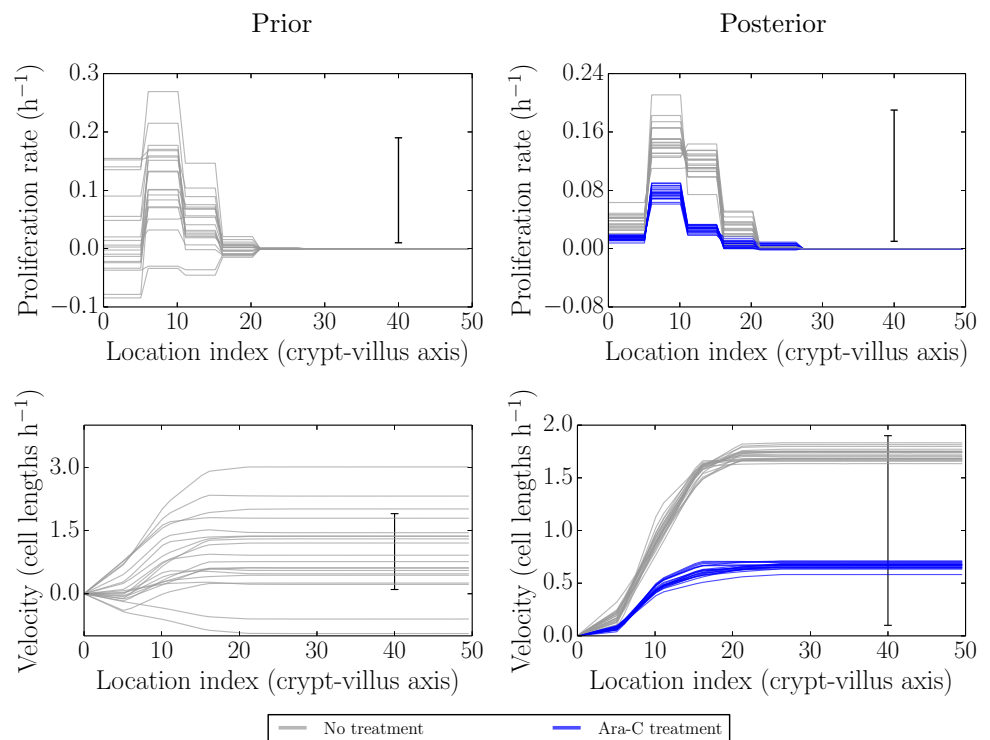 Prior
Posterior
Proliferation rate (h⁻¹)
0.3
0.2
0.1
0.0
−0.1
0 10 20 30 40 50
Location index (crypt-villus axis)
Proliferation rate (h⁻¹)
0.24
0.16
0.08
0.00
−0.08
0 10 20 30 40 50
Location index (crypt-villus axis)
Velocity (cell lengths h⁻¹)
3.0
1.5
0.0
0 10 20 30 40 50
Location index (crypt-villus axis)
Velocity (cell lengths h⁻¹)
2.0
1.5
1.0
0.5
0.0
0 10 20 30 40 50
Location index (crypt-villus axis)
No treatment
Ara-C treatment